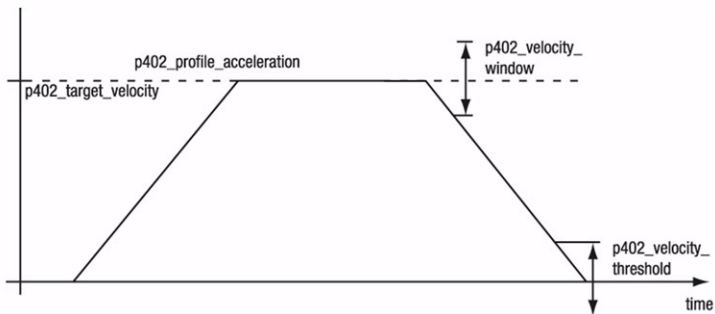 p402_velocity_
window
p402_profile_acceleration
p402_target_velocity
p402_velocity_
threshold
time